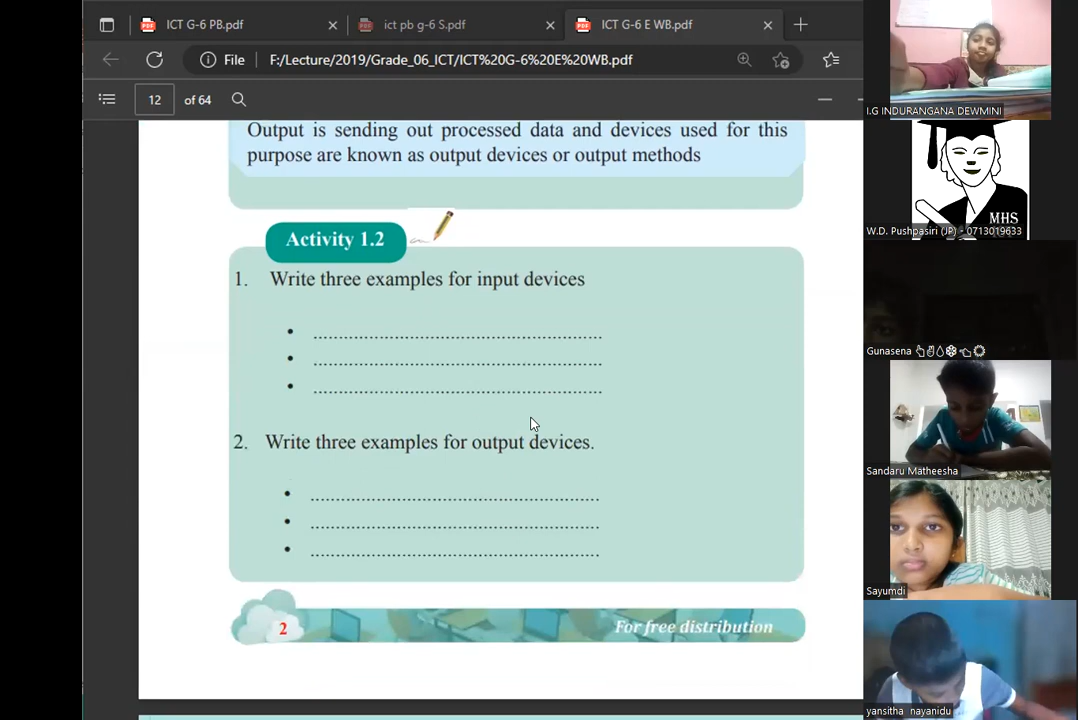 ICT G-6 PB.pdf
ict pb g-6 S.pdf
ICT G-6 E WB.pdf
File
F:/Lecture/2019/Grade_06_ICT/ICT%20G-6%20E%20WB.pdf
12 of 64
Output is sending out processed data and devices used for this
purpose are known as output devices or output methods
Activity 1.2
1. Write three examples for input devices
• ..........................................................
• ..........................................................
• ..........................................................
2. Write three examples for output devices.
• ..........................................................
• ..........................................................
• ..........................................................
2
For free distribution
I.G INDURANGANA DEWMINI
MHS
W.D. Pushpasiri (JP) - 0713019633
Gunasena
Sandaru Matheesha
Sayumdi
yansitha nayanidu